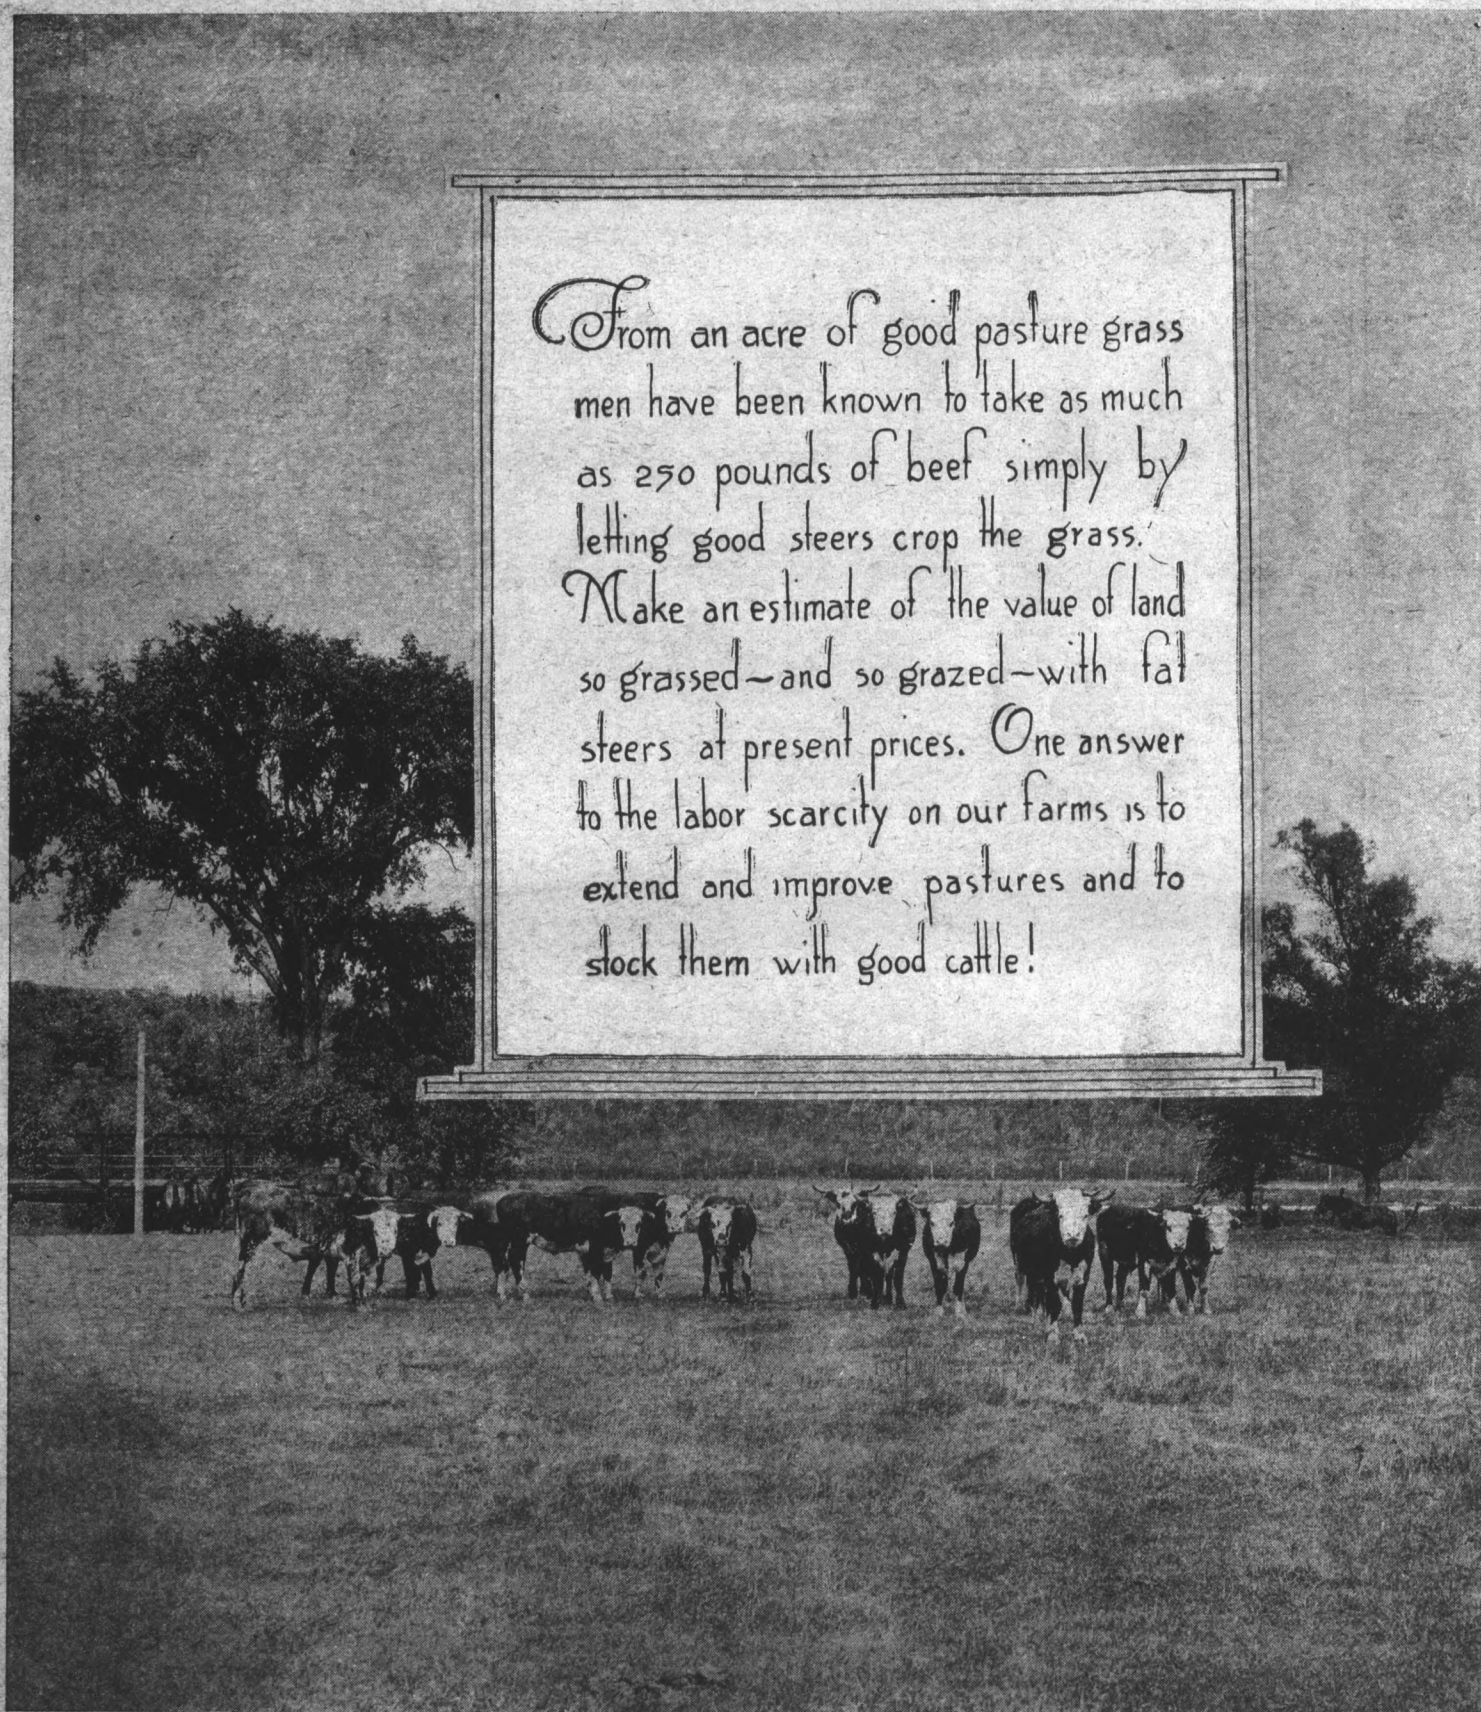 From an acre of good pasture grass
men have been known to take as much
as 250 pounds of beef simply by
letting good steers crop the grass.
Make an estimate of the value of land
so grassed—and so grazed—with fat
steers at present prices. One answer
to the labor scarcity on our farms is to
extend and improve pastures and to
stock them with good cattle!